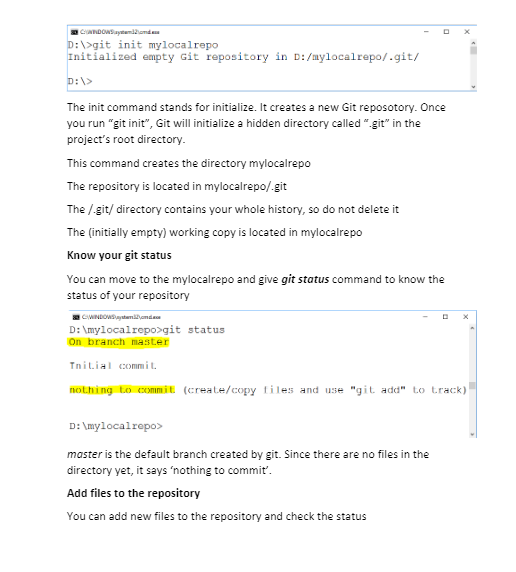 C:\WINDOWS\system32\cmd.exe
D:\>git init mylocalrepo
Initialized empty Git repository in D:/mylocalrepo/.git/
D:\>
The init command stands for initialize. It creates a new Git reposotory. Once
you run "git init", Git will initialize a hidden directory called ".git" in the
project's root directory.
This command creates the directory mylocalrepo
The repository is located in mylocalrepo/.git
The /.git/ directory contains your whole history, so do not delete it
The (initially empty) working copy is located in mylocalrepo
Know your git status
You can move to the mylocalrepo and give git status command to know the
status of your repository
C:\WINDOWS\system32\cmd.exe
D:\mylocalrepo>git status
On branch master
Initial commit
nothing to commit (create/copy files and use "git add" to track)
D:\mylocalrepo>
master is the default branch created by git. Since there are no files in the
directory yet, it says 'nothing to commit'.
Add files to the repository
You can add new files to the repository and check the status